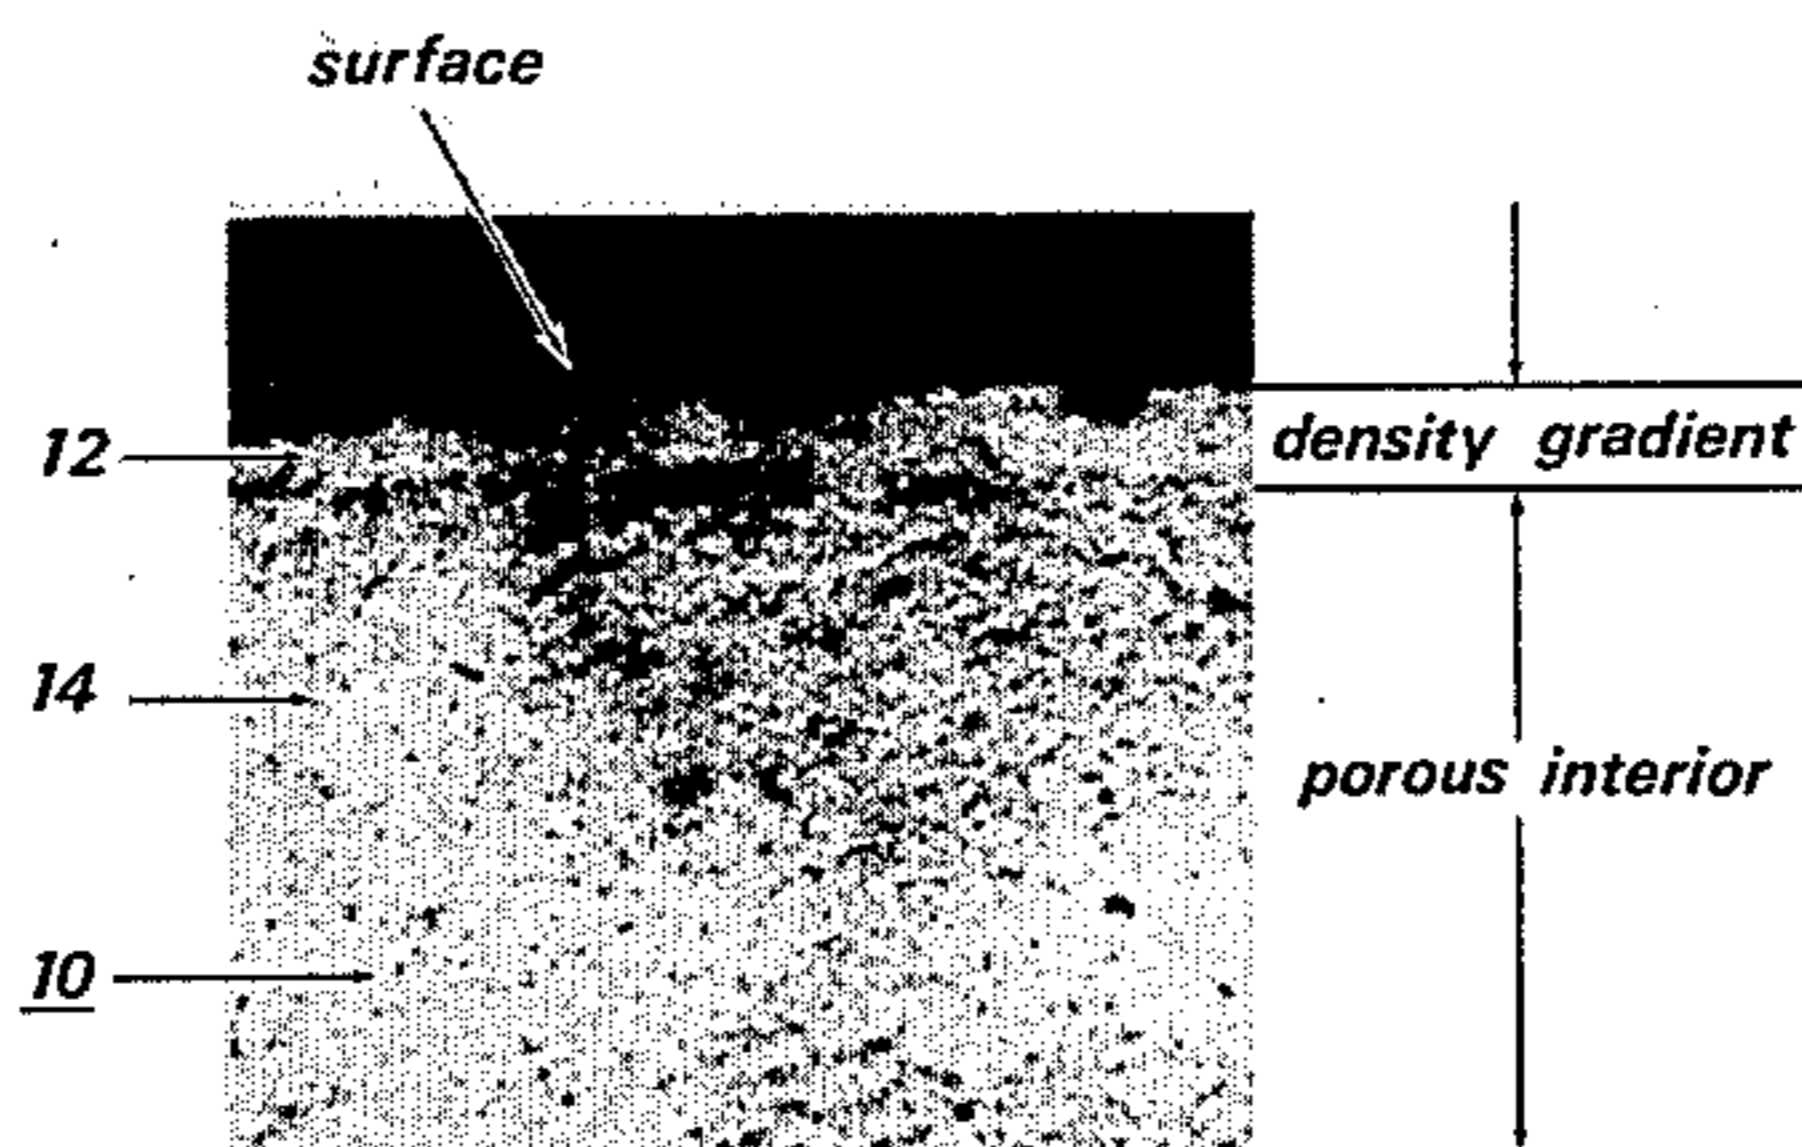 surface
12
density gradient
14
porous interior
10